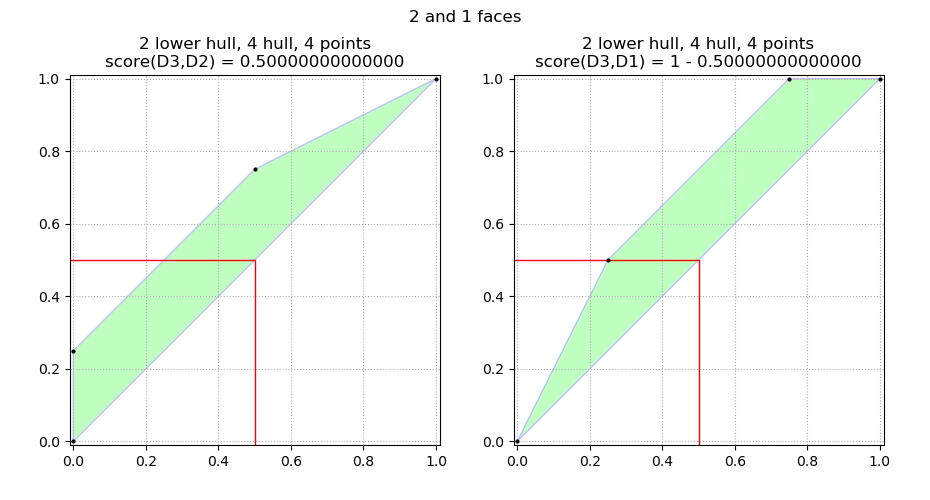 2 and 1 faces
2 lower hull, 4 hull, 4 points
score(D3,D2) = 0.50000000000000
1.0
0.8
0.6
0.4
0.2
0.0
0.0 0.2 0.4 0.6 0.8 1.0
2 lower hull, 4 hull, 4 points
score(D3,D1) = 1 - 0.50000000000000
1.0
0.8
0.6
0.4
0.2
0.0
0.0 0.2 0.4 0.6 0.8 1.0